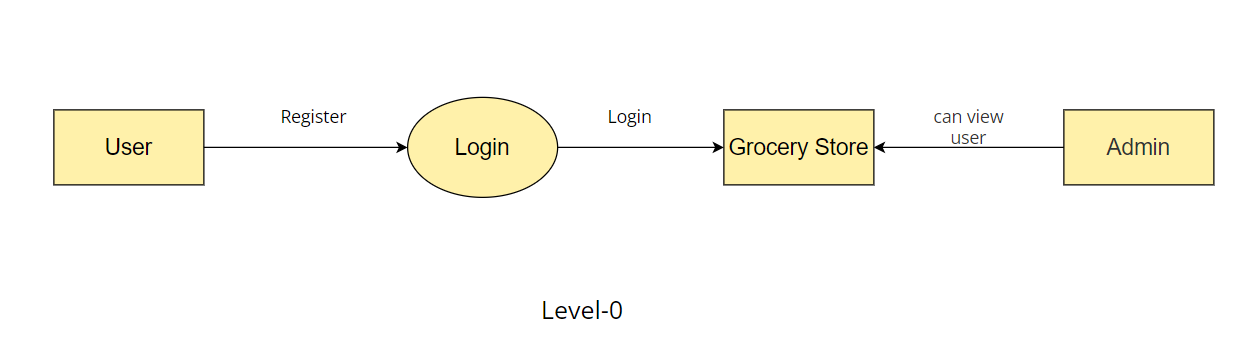 Register
Login
can view
user
User
Login
Grocery Store
Admin
Level-0